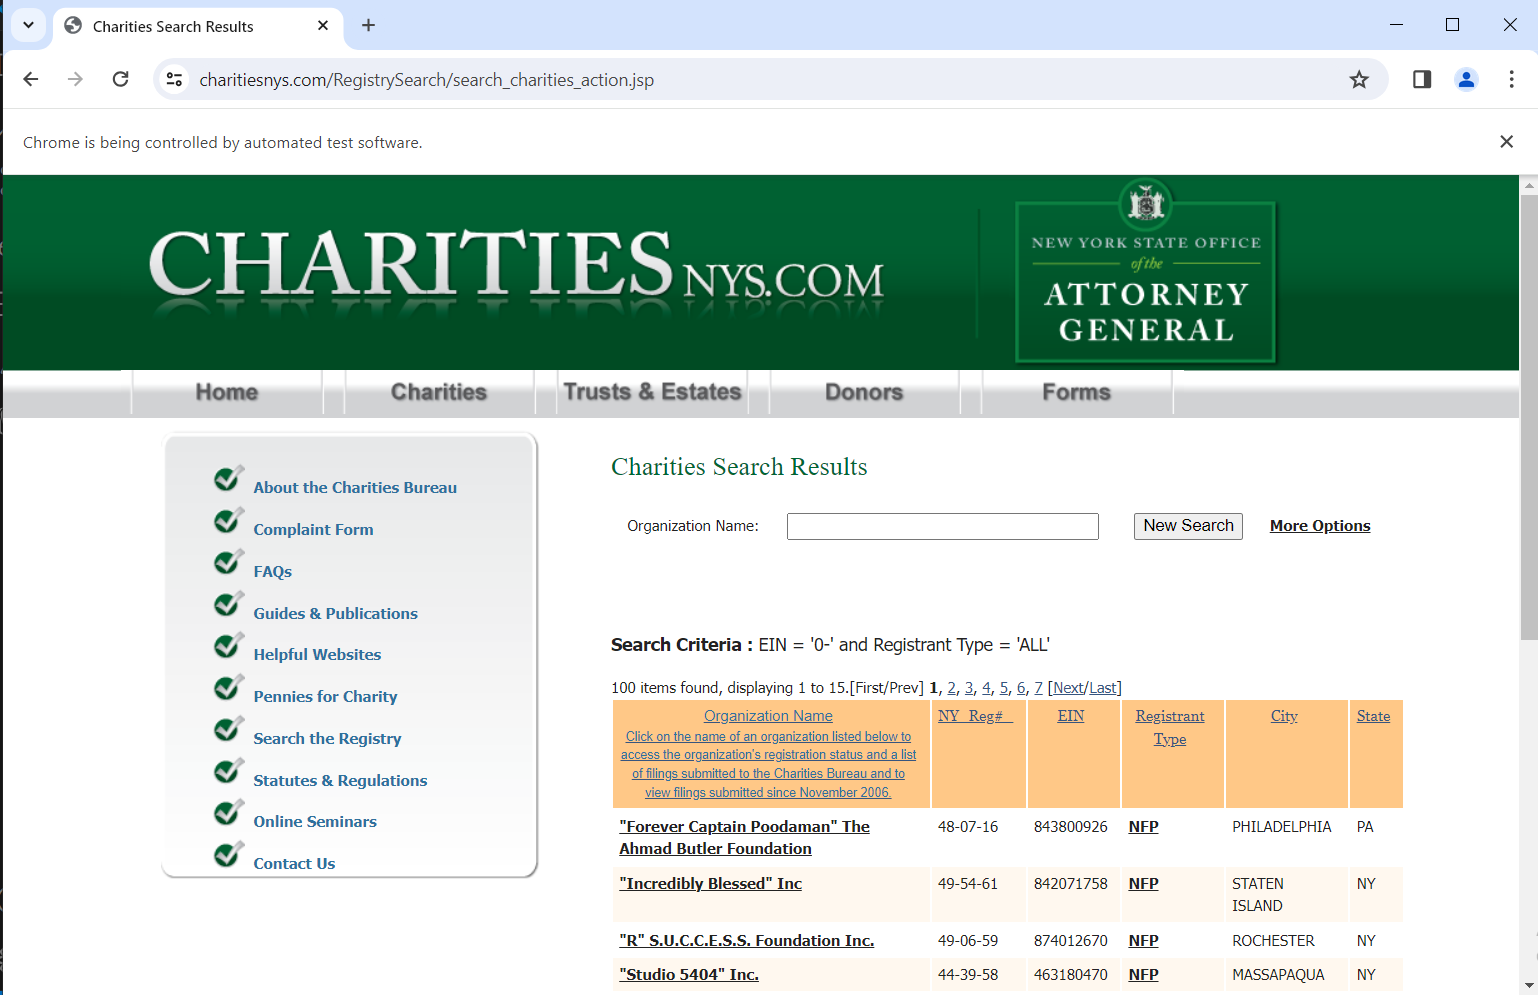 Charities Search Results
charitiesnys.com/RegistrySearch/search_charities_action.jsp
Chrome is being controlled by automated test software.
CHARITIES NYS.COM
NEW YORK STATE OFFICE
of the
ATTORNEY
GENERAL
Home Charities Trusts & Estates Donors Forms
About the Charities Bureau
Complaint Form
FAQs
Guides & Publications
Helpful Websites
Pennies for Charity
Search the Registry
Statutes & Regulations
Online Seminars
Contact Us
Charities Search Results
Organization Name: New Search More Options
Search Criteria : EIN = '0-' and Registrant Type = 'ALL'
100 items found, displaying 1 to 15.[First/Prev] 1, 2, 3, 4, 5, 6, 7 [Next/Last]
Organization Name
Click on the name of an organization listed below to
access the organization's registration status and a list
of filings submitted to the Charities Bureau and to
view filings submitted since November 2006.
NY Reg#
EIN
Registrant
Type
City
State
"Forever Captain Poodaman" The
Ahmad Butler Foundation
48-07-16 843800926 NFP PHILADELPHIA PA
"Incredibly Blessed" Inc 49-54-61 842071758 NFP STATEN
ISLAND
NY
"R" S.U.C.C.E.S.S. Foundation Inc. 49-06-59 874012670 NFP ROCHESTER NY
"Studio 5404" Inc. 44-39-58 463180470 NFP MASSAPAQUA NY